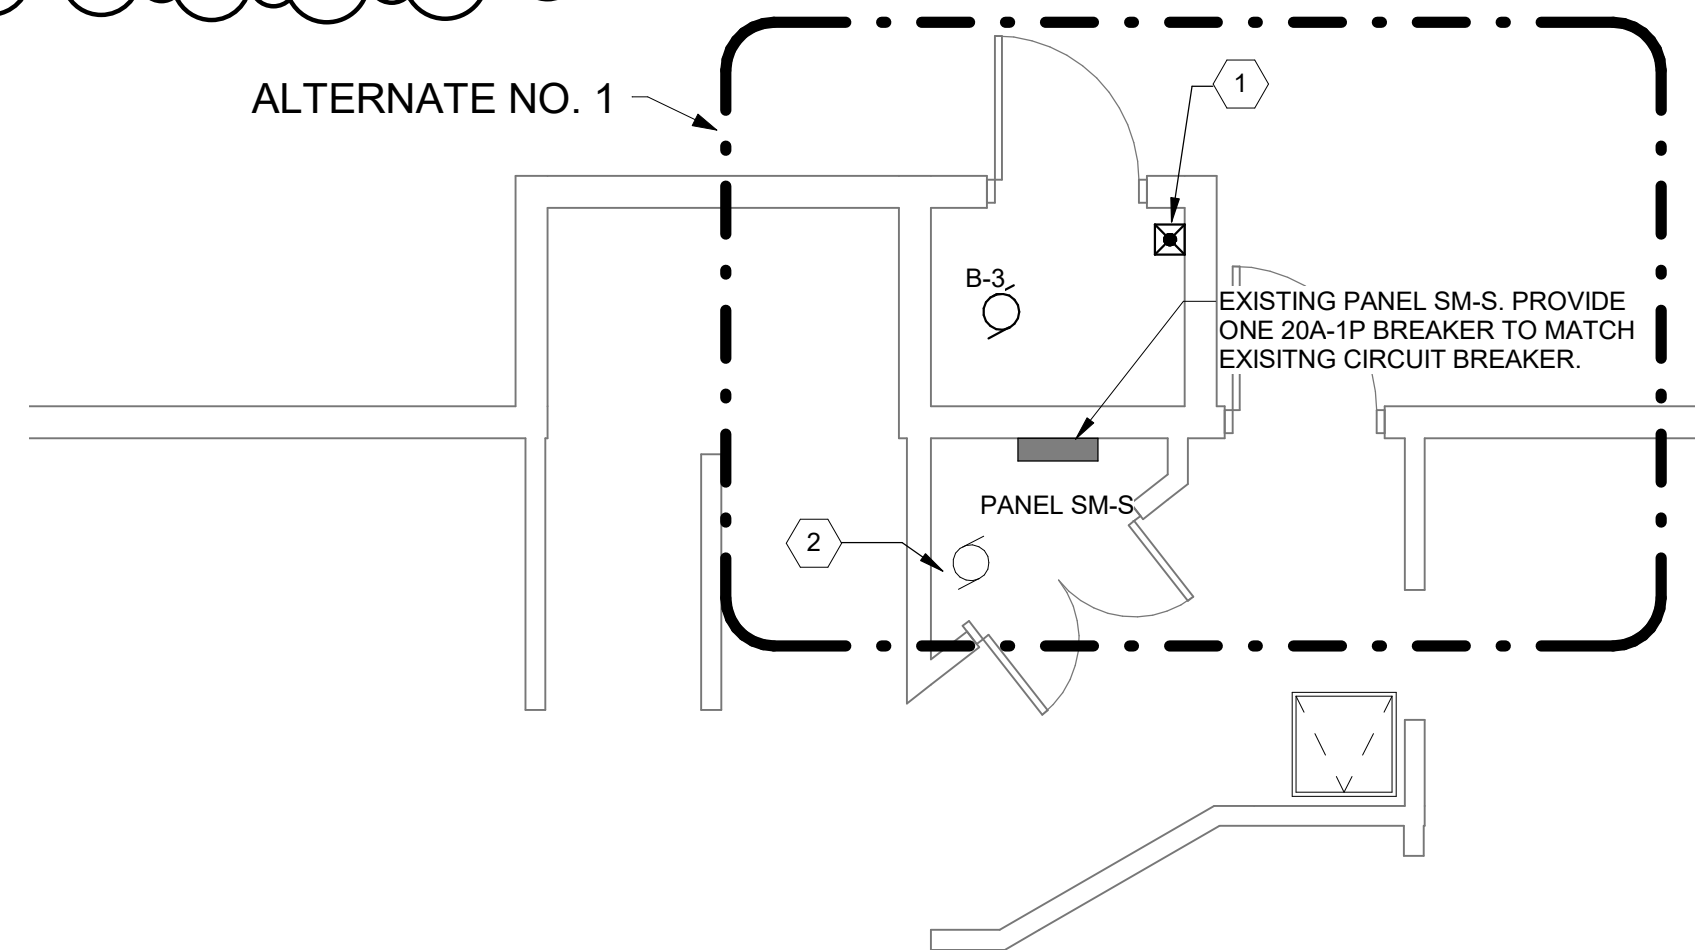 ALTERNATE NO. 1
1
B-3
EXISTING PANEL SM-S. PROVIDE
ONE 20A-1P BREAKER TO MATCH
EXISITNG CIRCUIT BREAKER.
PANEL SM-S
2